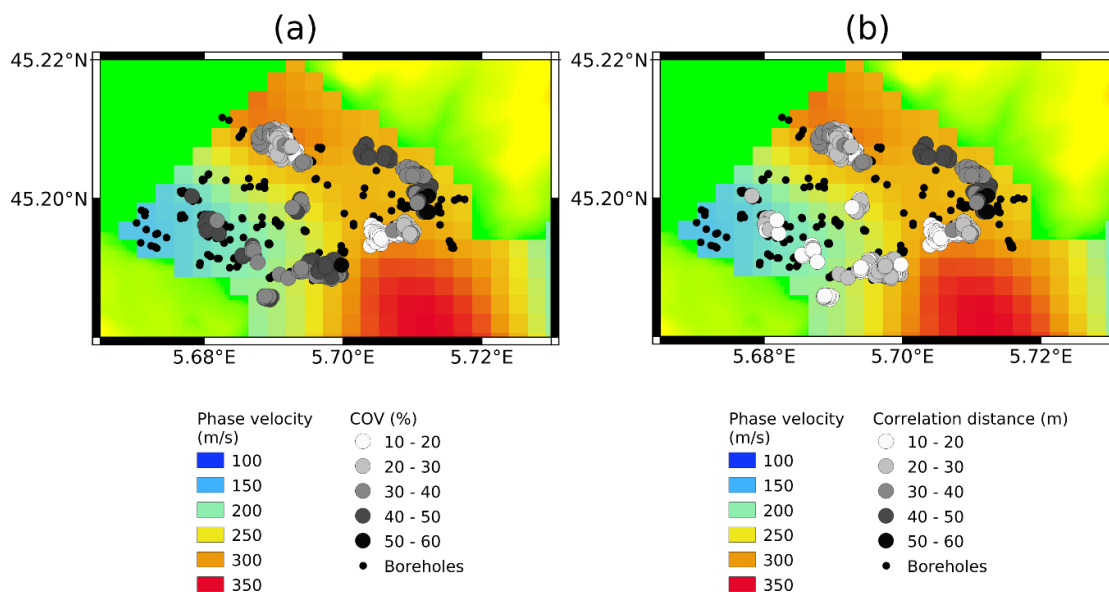 (a)
(b)
45.22°N
45.20°N
5.68°E
5.70°E
5.72°E
45.22°N
45.20°N
5.68°E
5.70°E
5.72°E
Phase velocity
(m/s)
100
150
200
250
300
350
COV (%)
10 - 20
20 - 30
30 - 40
40 - 50
50 - 60
Boreholes
Phase velocity
(m/s)
100
150
200
250
300
350
Correlation distance (m)
10 - 20
20 - 30
30 - 40
40 - 50
50 - 60
Boreholes